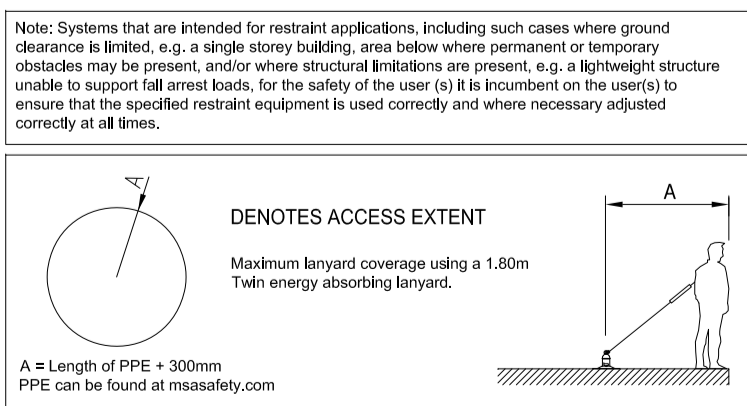 Note: Systems that are intended for restraint applications, including such cases where ground
clearance is limited, e.g. a single storey building, area below where permanent or temporary
obstacles may be present, and/or where structural limitations are present, e.g. a lightweight structure
unable to support fall arrest loads, for the safety of the user (s) it is incumbent on the user(s) to
ensure that the specified restraint equipment is used correctly and where necessary adjusted
correctly at all times.
A
DENOTES ACCESS EXTENT
Maximum lanyard coverage using a 1.80m
Twin energy absorbing lanyard.
A = Length of PPE + 300mm
PPE can be found at msasafety.com
A